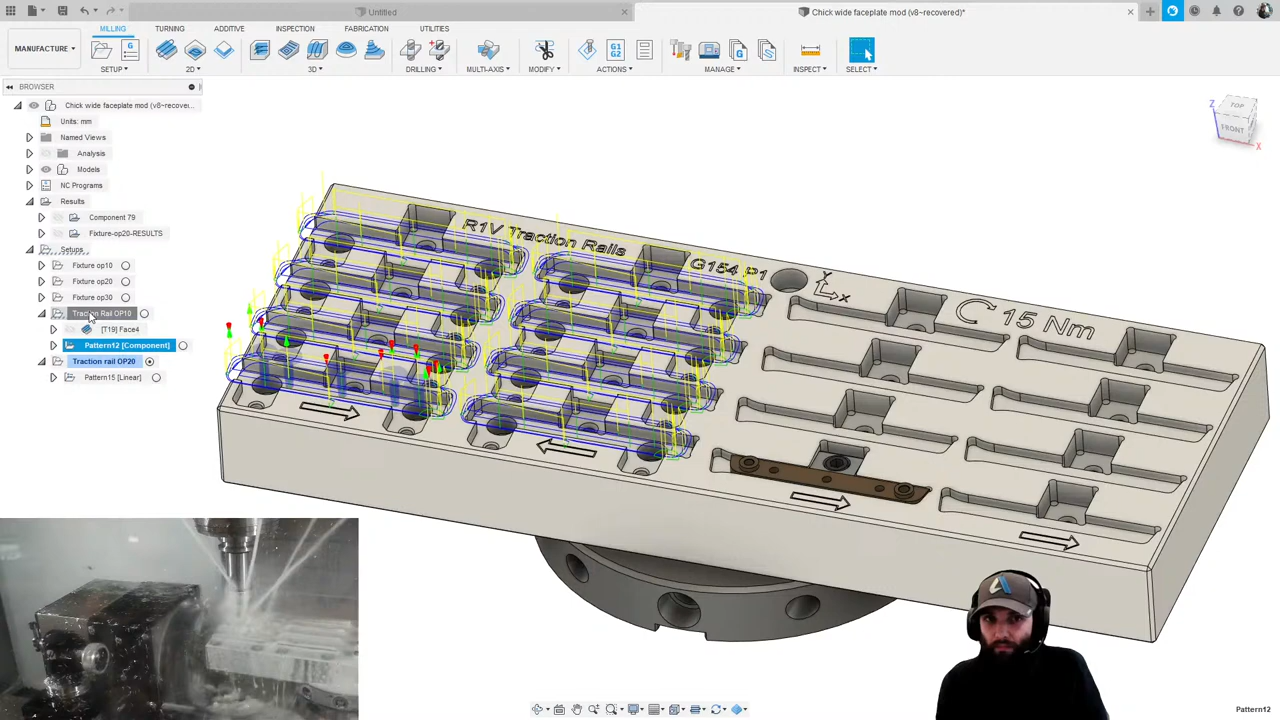 Untitled
Chick wide faceplate mod (v8~recovered)*
MANUFACTURE
MILLING
TURNING
ADDITIVE
INSPECTION
FABRICATION
UTILITIES
SETUP
2D
3D
DRILLING
MULTI-AXIS
MODIFY
G1
G2
ACTIONS
MANAGE
INSPECT
SELECT
BROWSER
Chick wide faceplate mod (v8~recover...
Units: mm
Named Views
Analysis
Models
NC Programs
Results
Component 79
Fixture-op20-RESULTS
Setups
Fixture op10
Fixture op20
Fixture op30
Traction Rail OP10
[T19] Face4
Pattern12 [Component]
Traction rail OP20
Pattern15 [Linear]
R1V Traction Rails
G154 P1
15 Nm
Z
TOP
FRONT
X
Y
X
Pattern12